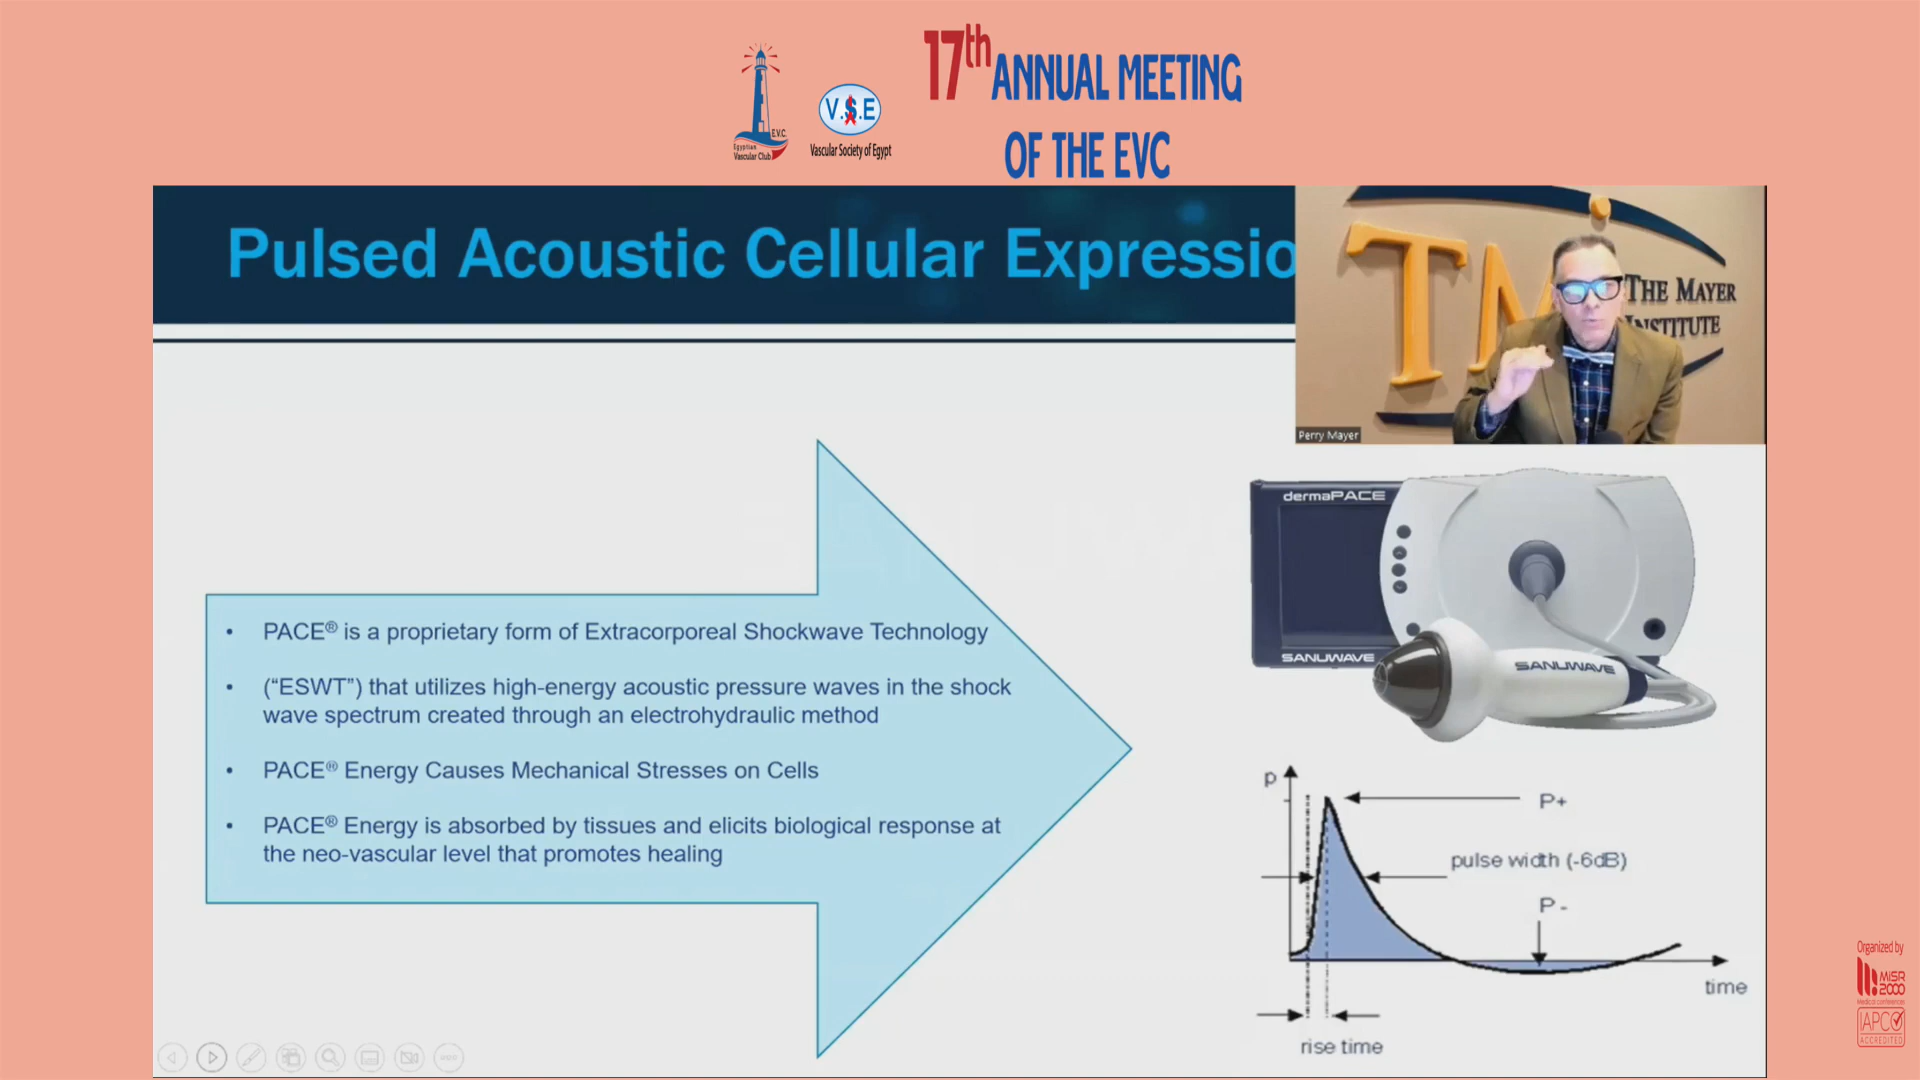 17th ANNUAL MEETING
OF THE EVC
E.V.C.
Egyptian
Vascular Club
V.S.E
Vascular Society of Egypt
Pulsed Acoustic Cellular Expressio
TM
THE MAYER
INSTITUTE
Perry Mayer
• PACE® is a proprietary form of Extracorporeal Shockwave Technology
• (“ESWT”) that utilizes high-energy acoustic pressure waves in the shock
wave spectrum created through an electrohydraulic method
• PACE® Energy Causes Mechanical Stresses on Cells
• PACE® Energy is absorbed by tissues and elicits biological response at
the neo-vascular level that promotes healing
dermaPACE
SANUWAVE
SANUWAVE
p
P+
pulse width (-6dB)
P -
time
rise time
Organized by
MISR
2000
Medical conferences
IAPCO
ACCREDITED